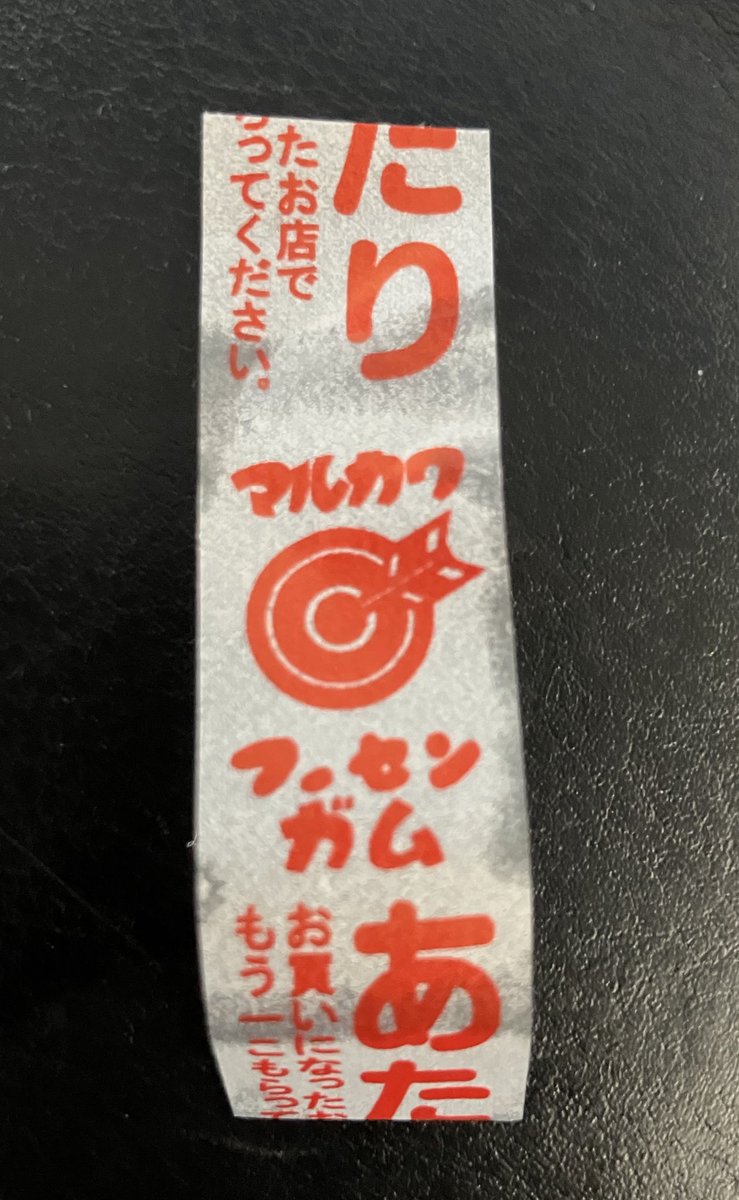 たり
たお店で
らってください。
マルカワ
フーセン
ガム
あた
お買いになったお
もう一こもらって